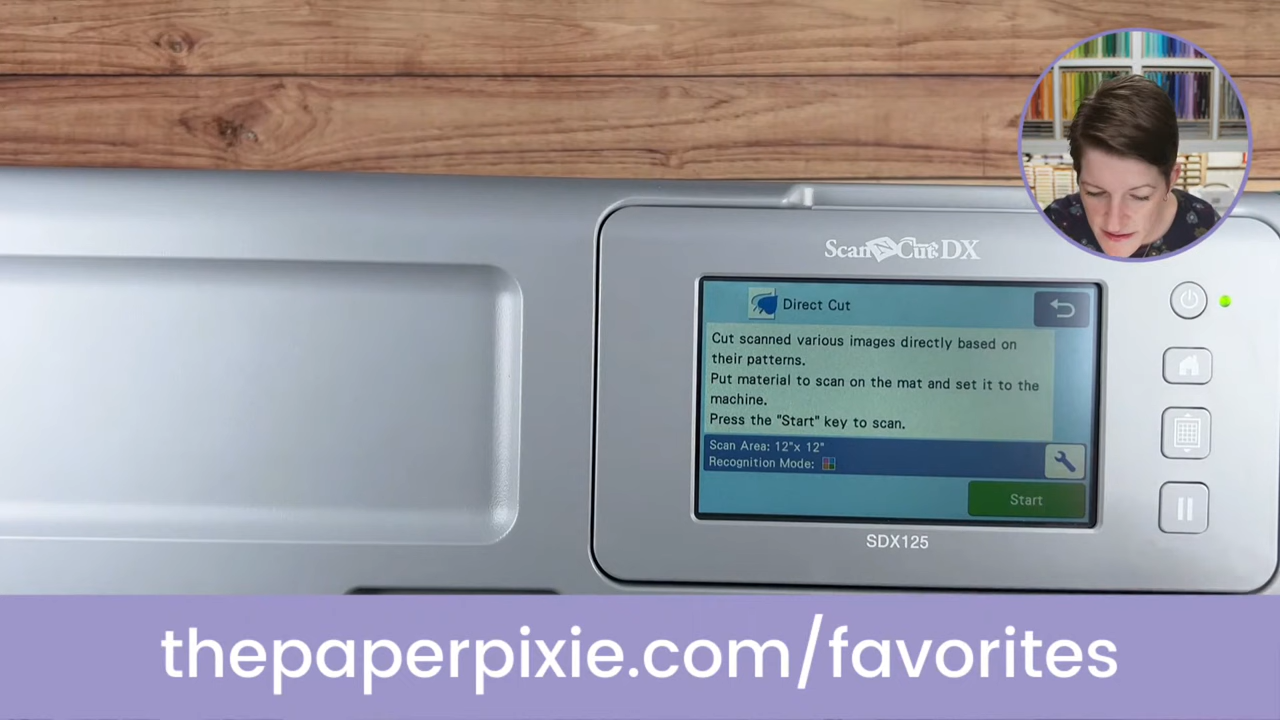 ScanNCut DX
Direct Cut
Cut scanned various images directly based on
their patterns.
Put material to scan on the mat and set it to the
machine.
Press the "Start" key to scan.
Scan Area: 12"x 12"
Recognition Mode:
Start
SDX125
thepaperpixie.com/favorites